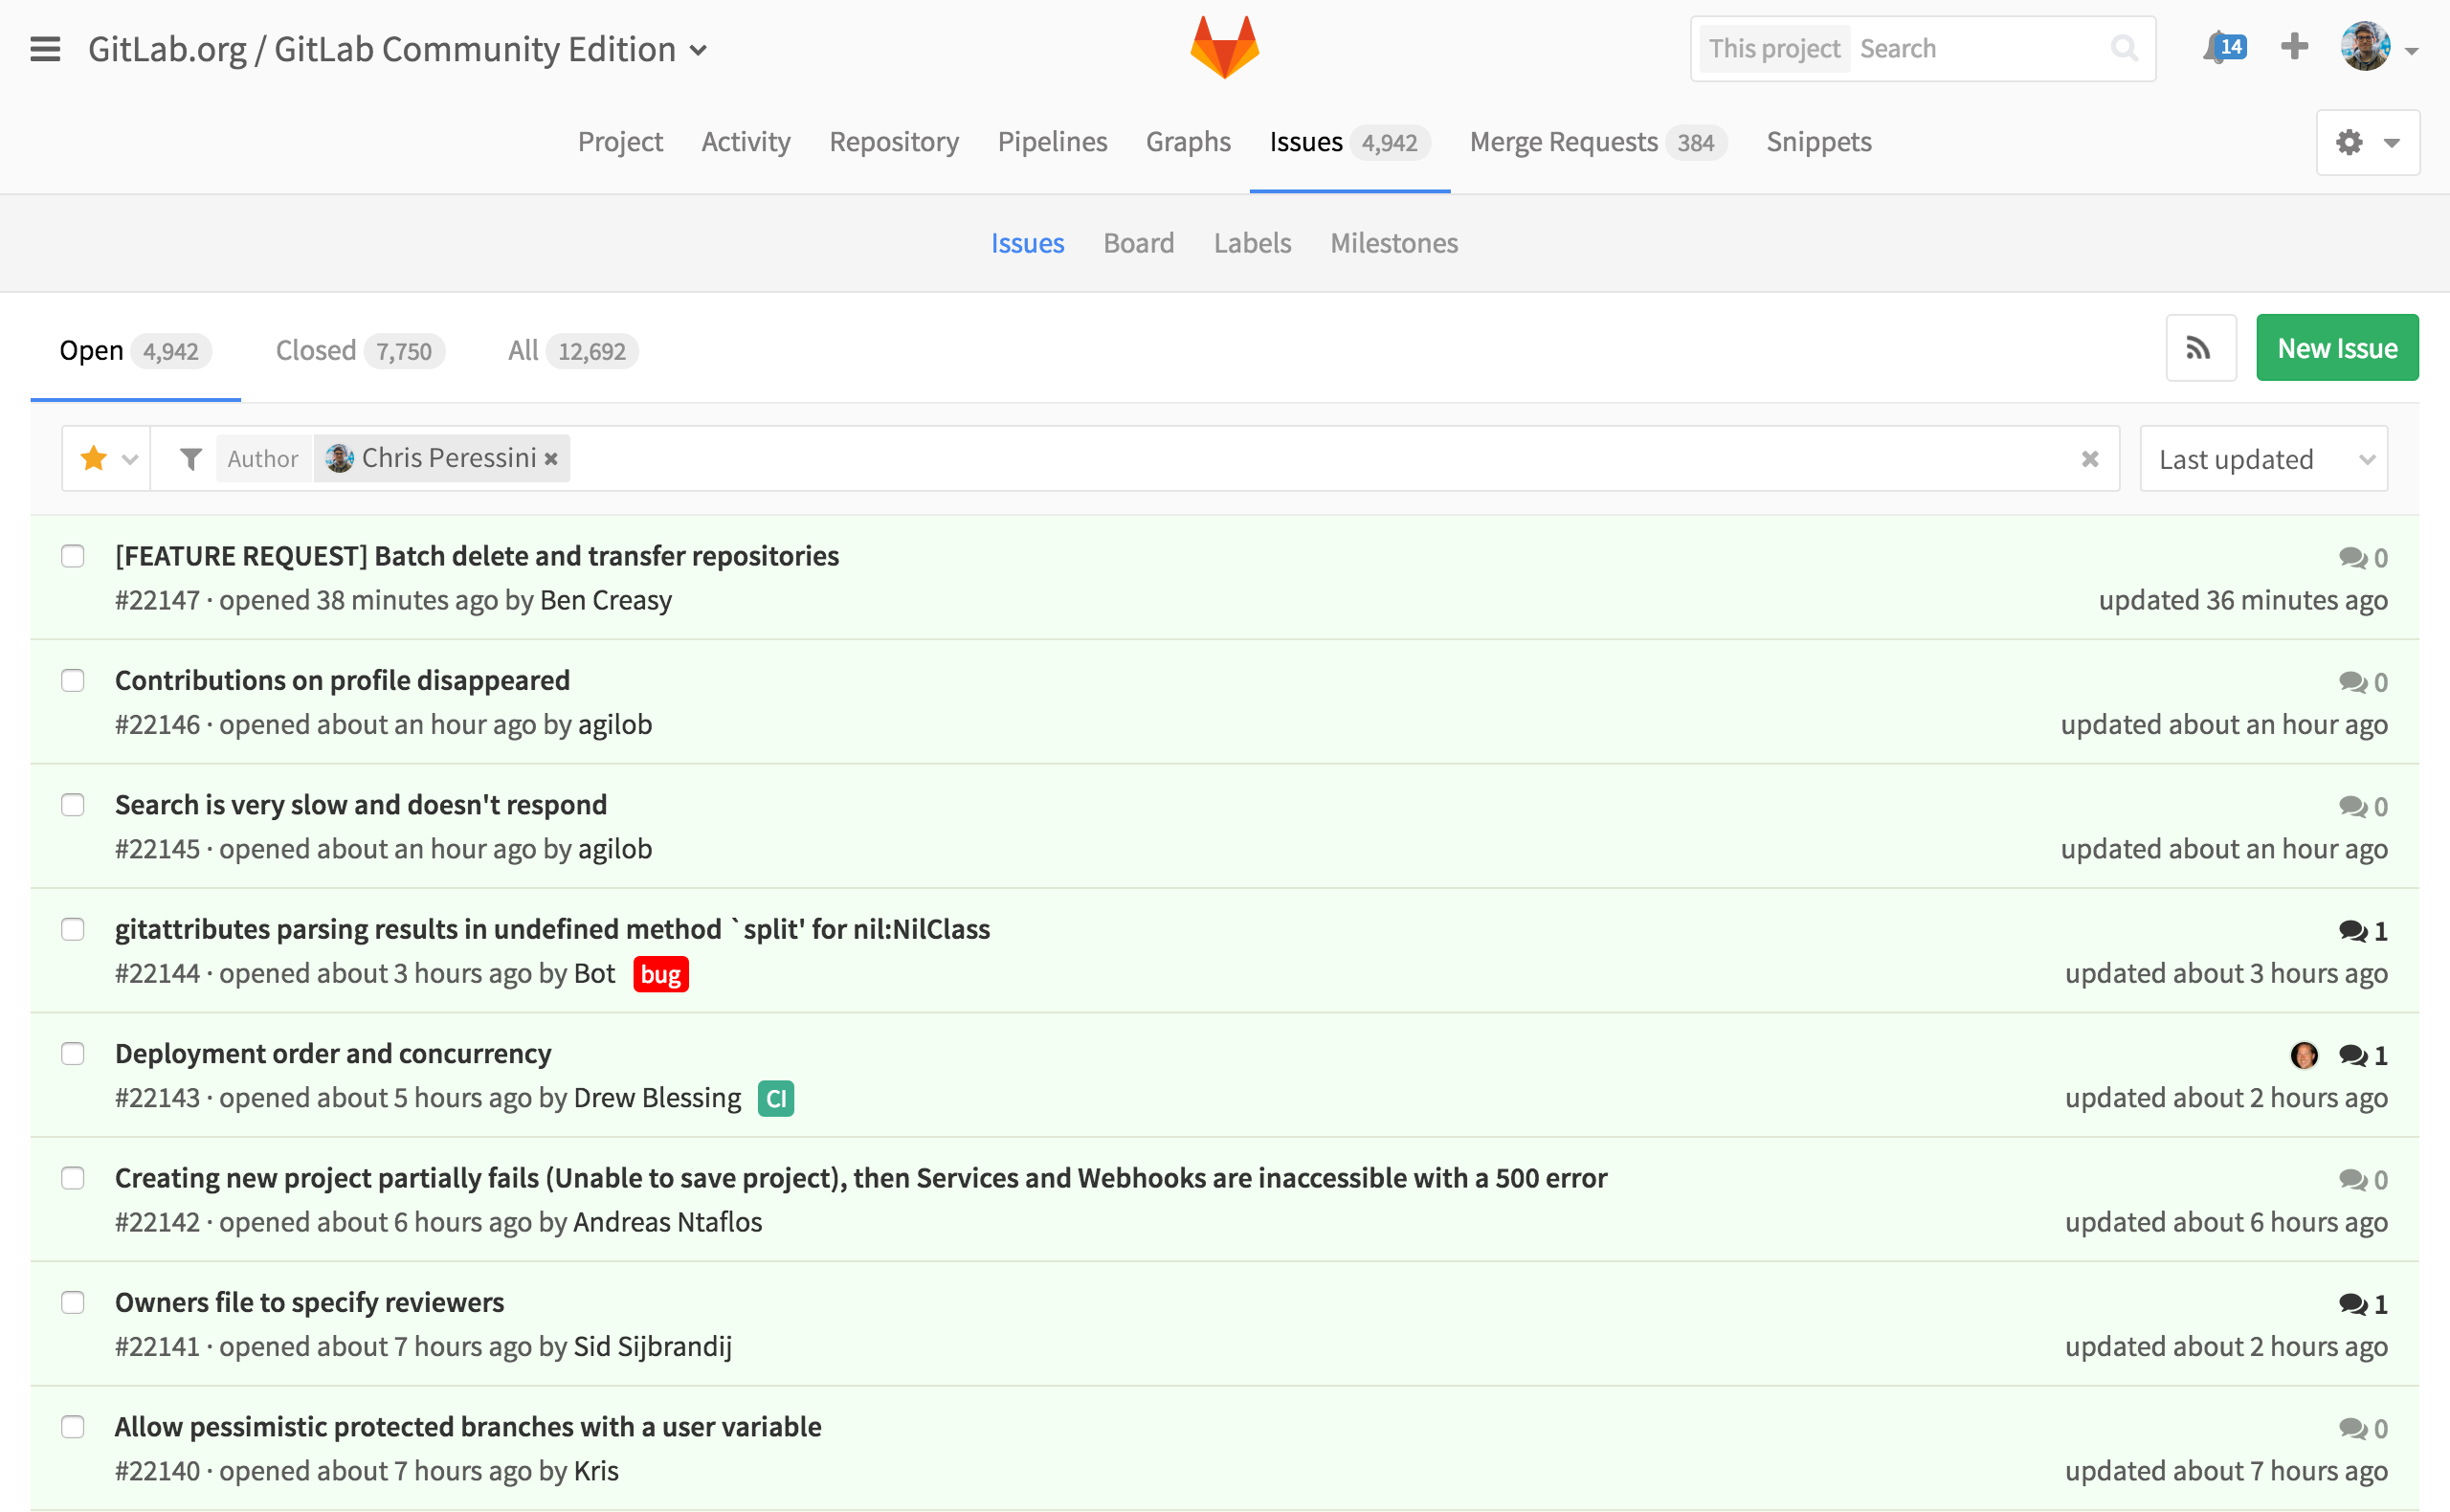 GitLab.org / GitLab Community Edition
This project Search
14
Project Activity Repository Pipelines Graphs Issues 4,942 Merge Requests 384 Snippets
Issues Board Labels Milestones
Open 4,942 Closed 7,750 All 12,692
New Issue
Author Chris Peressini
Last updated
[FEATURE REQUEST] Batch delete and transfer repositories
0
#22147 · opened 38 minutes ago by Ben Creasy
updated 36 minutes ago
Contributions on profile disappeared
0
#22146 · opened about an hour ago by agilob
updated about an hour ago
Search is very slow and doesn't respond
0
#22145 · opened about an hour ago by agilob
updated about an hour ago
gitattributes parsing results in undefined method `split' for nil:NilClass
1
#22144 · opened about 3 hours ago by Bot bug
updated about 3 hours ago
Deployment order and concurrency
1
#22143 · opened about 5 hours ago by Drew Blessing CI
updated about 2 hours ago
Creating new project partially fails (Unable to save project), then Services and Webhooks are inaccessible with a 500 error
0
#22142 · opened about 6 hours ago by Andreas Ntaflos
updated about 6 hours ago
Owners file to specify reviewers
1
#22141 · opened about 7 hours ago by Sid Sijbrandij
updated about 2 hours ago
Allow pessimistic protected branches with a user variable
0
#22140 · opened about 7 hours ago by Kris
updated about 7 hours ago